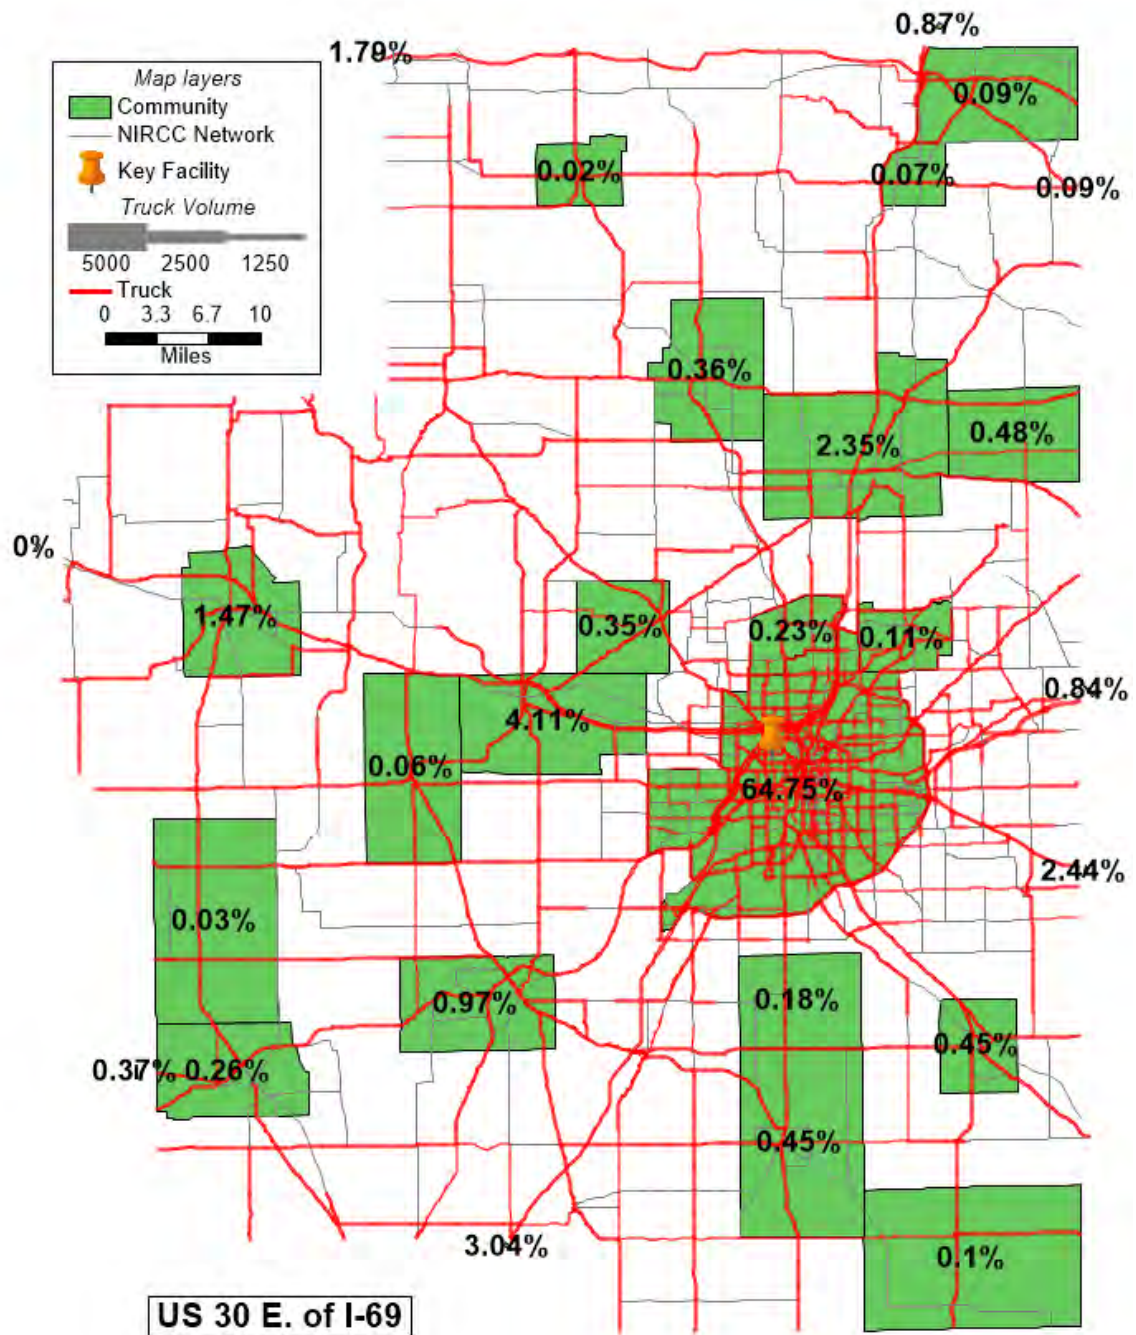 0.87%
1.79%
Map layers
Community
NIRCC Network
Key Facility
Truck Volume
5000 2500 1250
Truck
0 3.3 6.7 10
Miles
0.09%
0.02%
0.07%
0.09%
0.36%
2.35%
0.48%
0%
1.47%
0.35%
0.23%
0.11%
0.84%
4.11%
0.06%
64.75%
2.44%
0.03%
0.97%
0.18%
0.45%
0.37% 0.26%
0.45%
3.04%
0.1%
US 30 E. of I-69